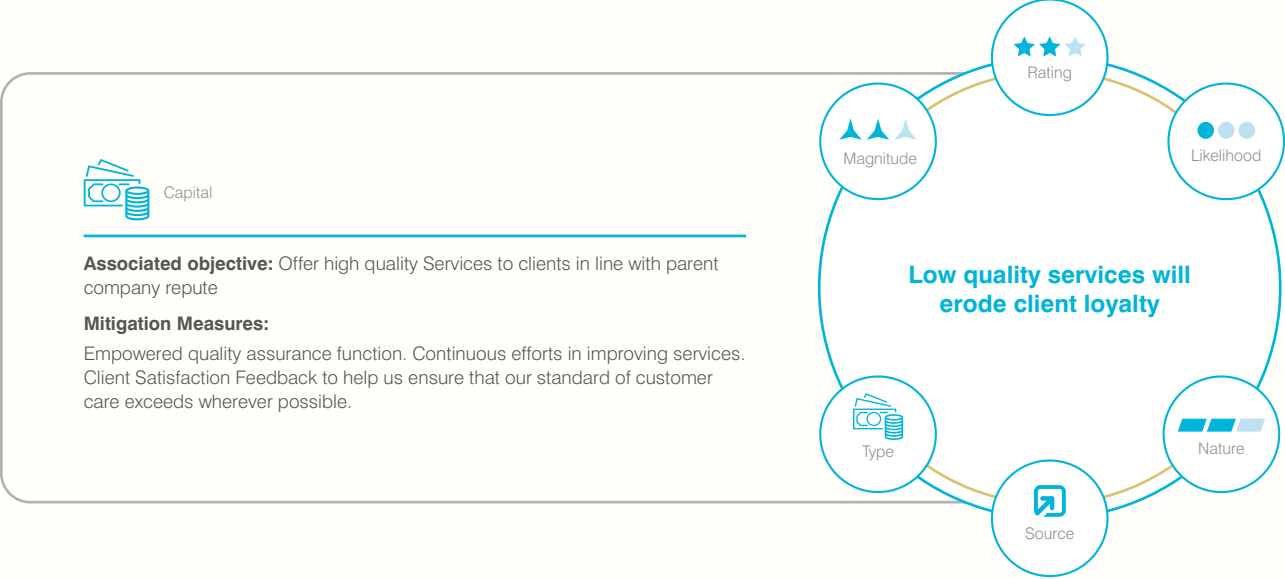 Capital
Associated objective: Offer high quality Services to clients in line with parent
company repute
Mitigation Measures:
Empowered quality assurance function. Continuous efforts in improving services.
Client Satisfaction Feedback to help us ensure that our standard of customer
care exceeds wherever possible.
Rating
Magnitude
Likelihood
Low quality services will
erode client loyalty
Type
Nature
Source